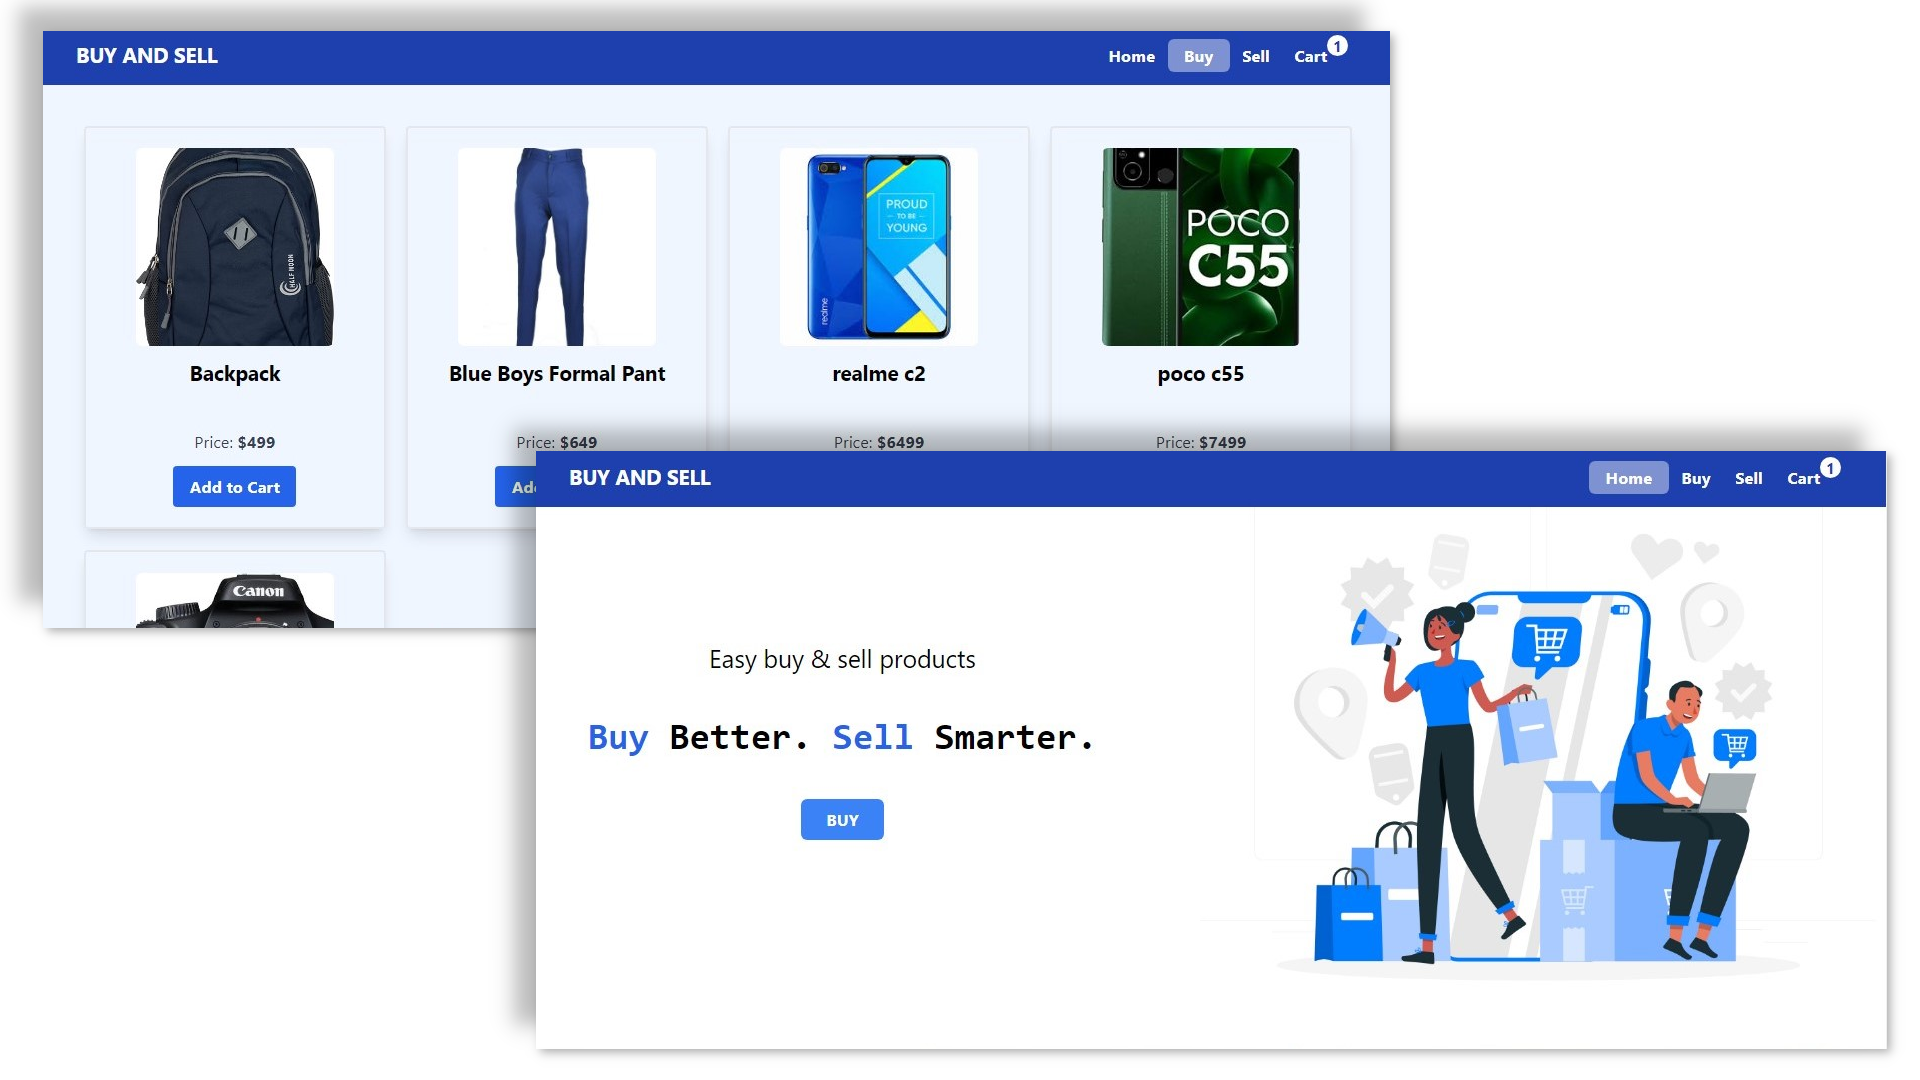 BUY AND SELL
Home Buy Sell Cart 1
HALF MOON
PROUD
TO BE
YOUNG
realme
POCO
C55
Backpack
Blue Boys Formal Pant
realme c2
poco c55
Price: $499
Price: $649
Price: $6499
Price: $7499
Add to Cart
Ad
Canon
BUY AND SELL
Home Buy Sell Cart 1
Easy buy & sell products
Buy Better. Sell Smarter.
BUY